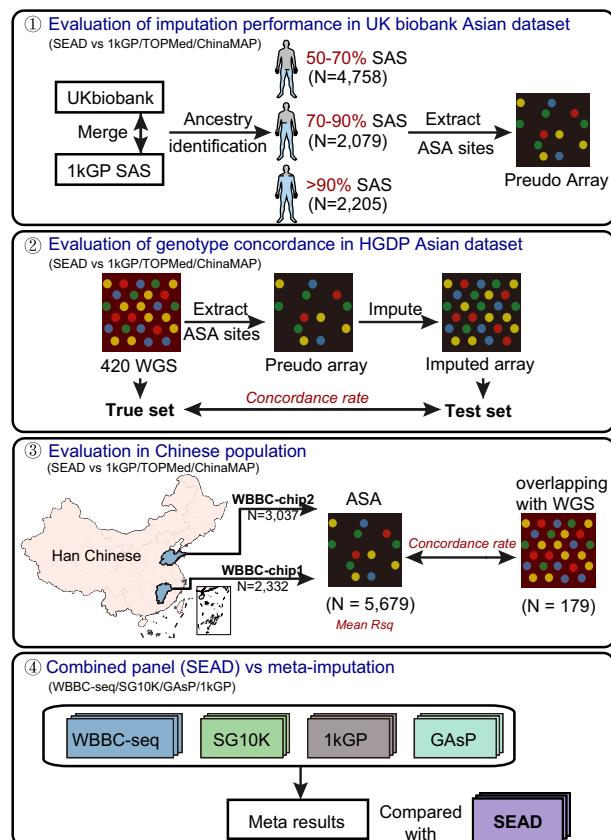 ① Evaluation of imputation performance in UK biobank Asian dataset
(SEAD vs 1kGP/TOPMed/ChinaMAP)
UKbiobank
Merge
1kGP SAS
Ancestry
identification
50-70% SAS
(N=4,758)
70-90% SAS
(N=2,079)
>90% SAS
(N=2,205)
Extract
ASA sites
Preudo Array
② Evaluation of genotype concordance in HGDP Asian dataset
(SEAD vs 1kGP/TOPMed/ChinaMAP)
Extract
ASA sites
Impute
420 WGS
Preudo array
Imputed array
True set
Concordance rate
Test set
③ Evaluation in Chinese population
(SEAD vs 1kGP/TOPMed/ChinaMAP)
Han Chinese
WBBC-chip2
N=3,037
WBBC-chip1
N=2,332
ASA
(N = 5,679)
Mean Rsq
Concordance rate
overlapping
with WGS
(N = 179)
④ Combined panel (SEAD) vs meta-imputation
(WBBC-seq/SG10K/GAsP/1kGP)
WBBC-seq
SG10K
1kGP
GAsP
Meta results
Compared
with
SEAD